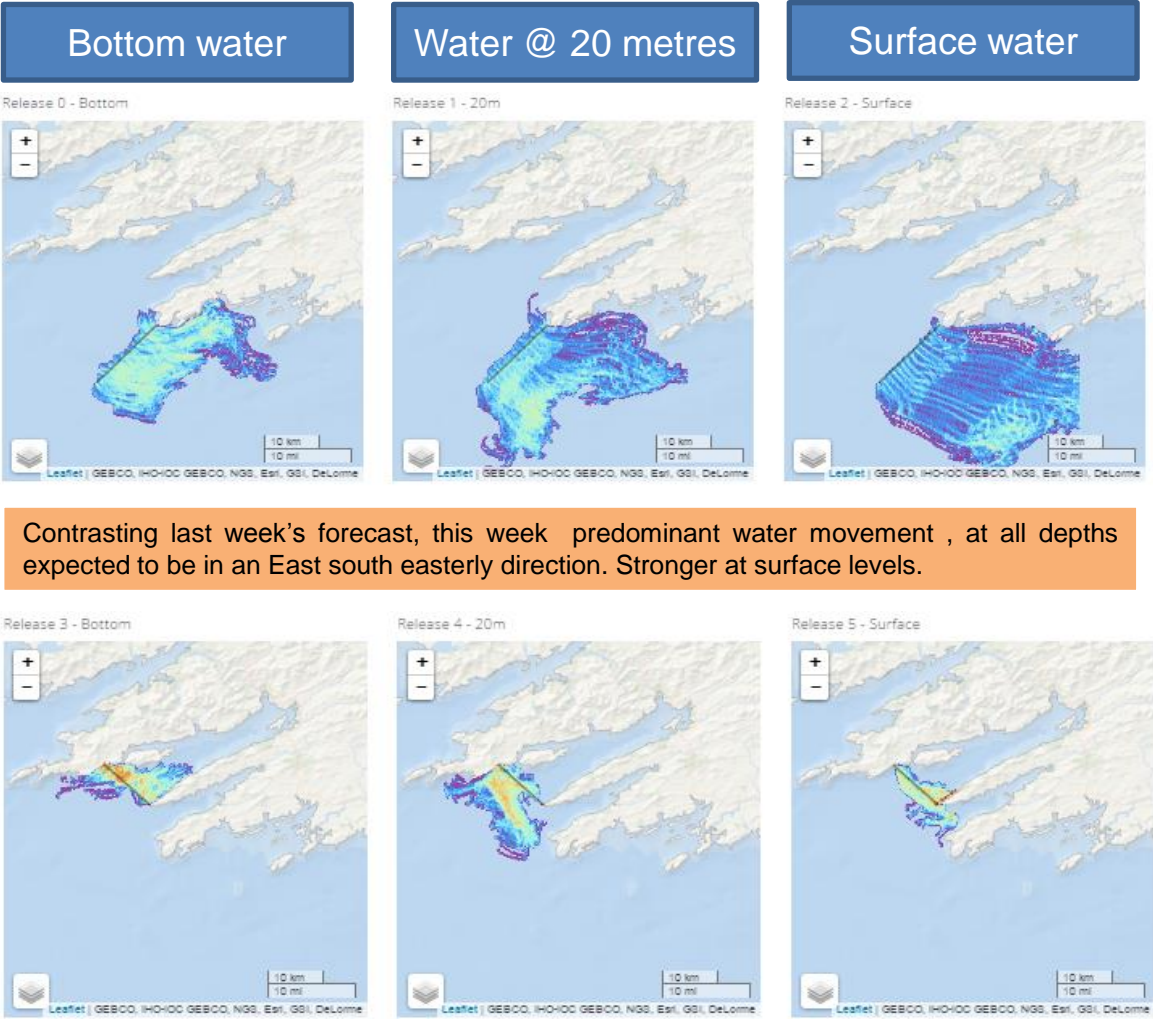 Bottom water
Water @ 20 metres
Surface water
Release 0 - Bottom
Release 1 - 20m
Release 2 - Surface
+
−
+
−
+
−
10 km
10 mi
10 km
10 mi
10 km
10 mi
Leaflet | GEBCO, IHO-IOC GEBCO, NGS, Esri, GSI, DeLorme
Leaflet | GEBCO, IHO-IOC GEBCO, NGS, Esri, GSI, DeLorme
Leaflet | GEBCO, IHO-IOC GEBCO, NGS, Esri, GSI, DeLorme
Contrasting last week's forecast, this week predominant water movement , at all depths
expected to be in an East south easterly direction. Stronger at surface levels.
Release 3 - Bottom
Release 4 - 20m
Release 5 - Surface
+
−
+
−
+
−
10 km
10 mi
10 km
10 mi
10 km
10 mi
Leaflet | GEBCO, IHO-IOC GEBCO, NGS, Esri, GSI, DeLorme
Leaflet | GEBCO, IHO-IOC GEBCO, NGS, Esri, GSI, DeLorme
Leaflet | GEBCO, IHO-IOC GEBCO, NGS, Esri, GSI, DeLorme